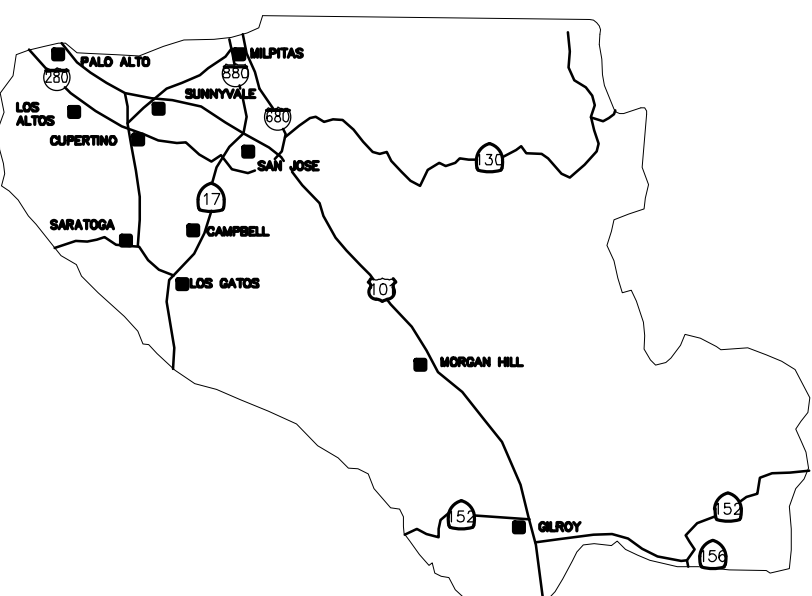 MILPITAS
PALO ALTO
880
280
SUNNYVALE
LOS
ALTOS
680
CUPERTINO
130
SAN JOSE
17
SARATOGA
CAMPBELL
LOS GATOS
101
MORGAN HILL
152
152
GILROY
156